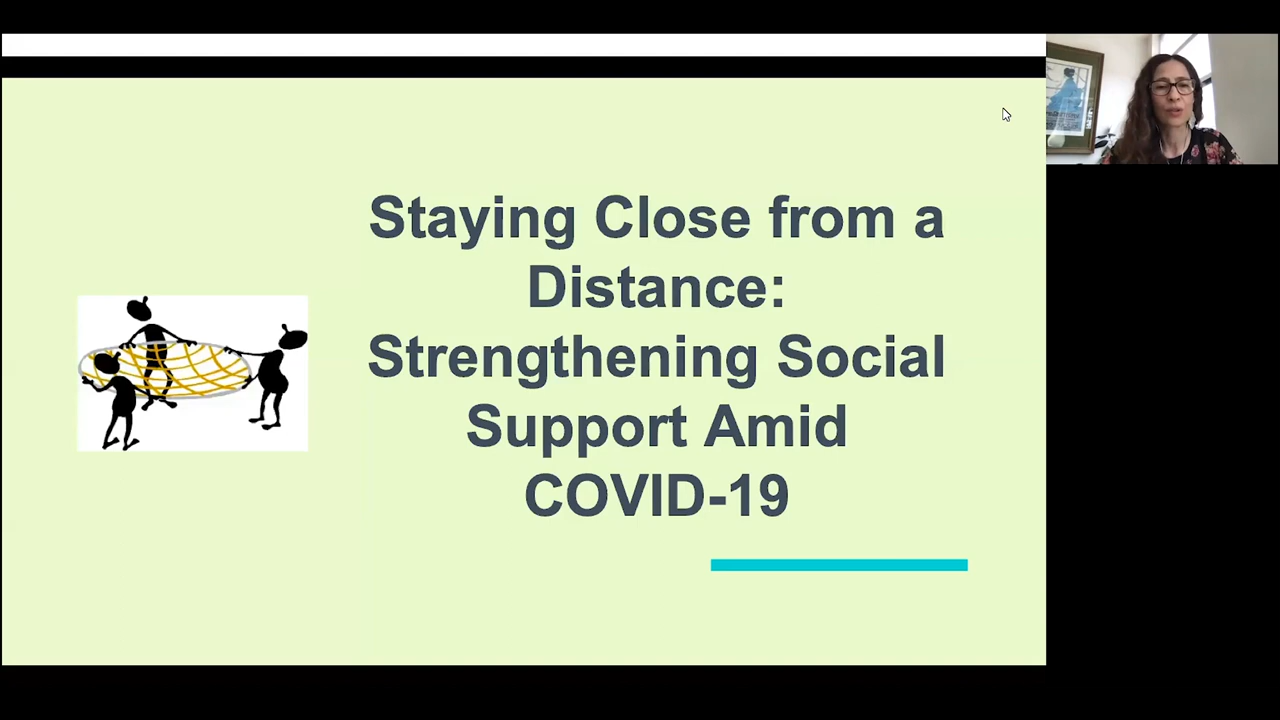 Staying Close from a
Distance:
Strengthening Social
Support Amid
COVID-19